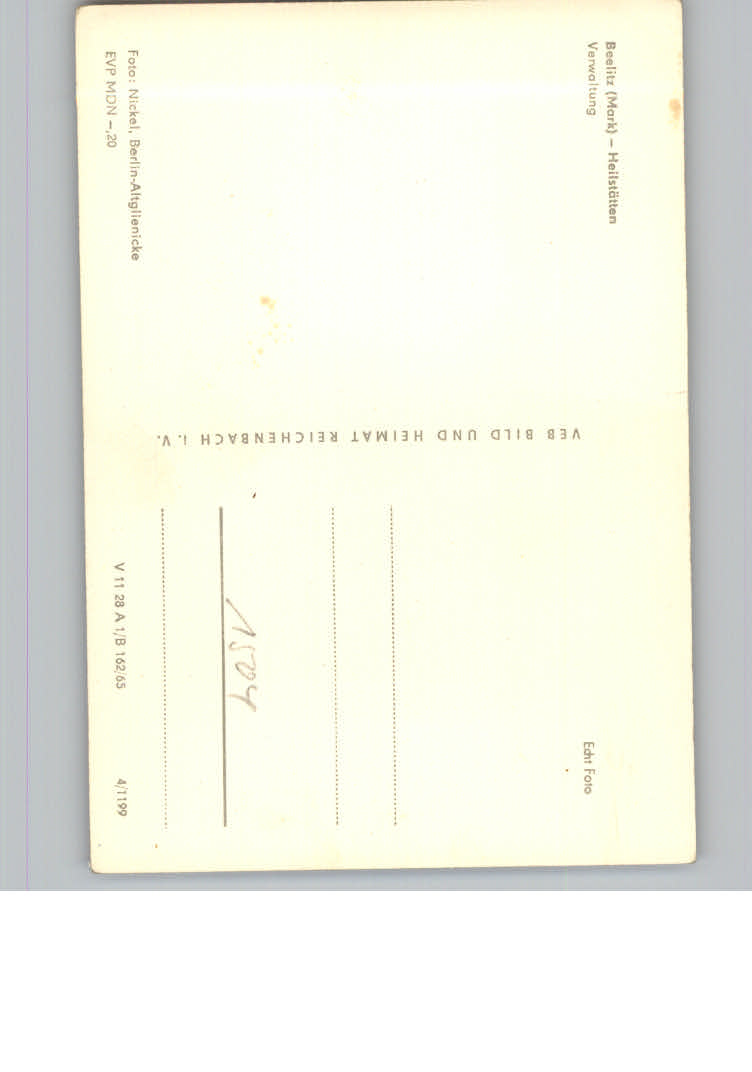 Beelitz (Mark) – Heilstätten
Verwaltung
Foto: Nickel, Berlin-Altglienicke
EVP MDN –,20
VEB BILD UND HEIMAT REICHENBACH i. V.
Echt Foto
1504
V 11 28 A 1/B 162/65
4/1199